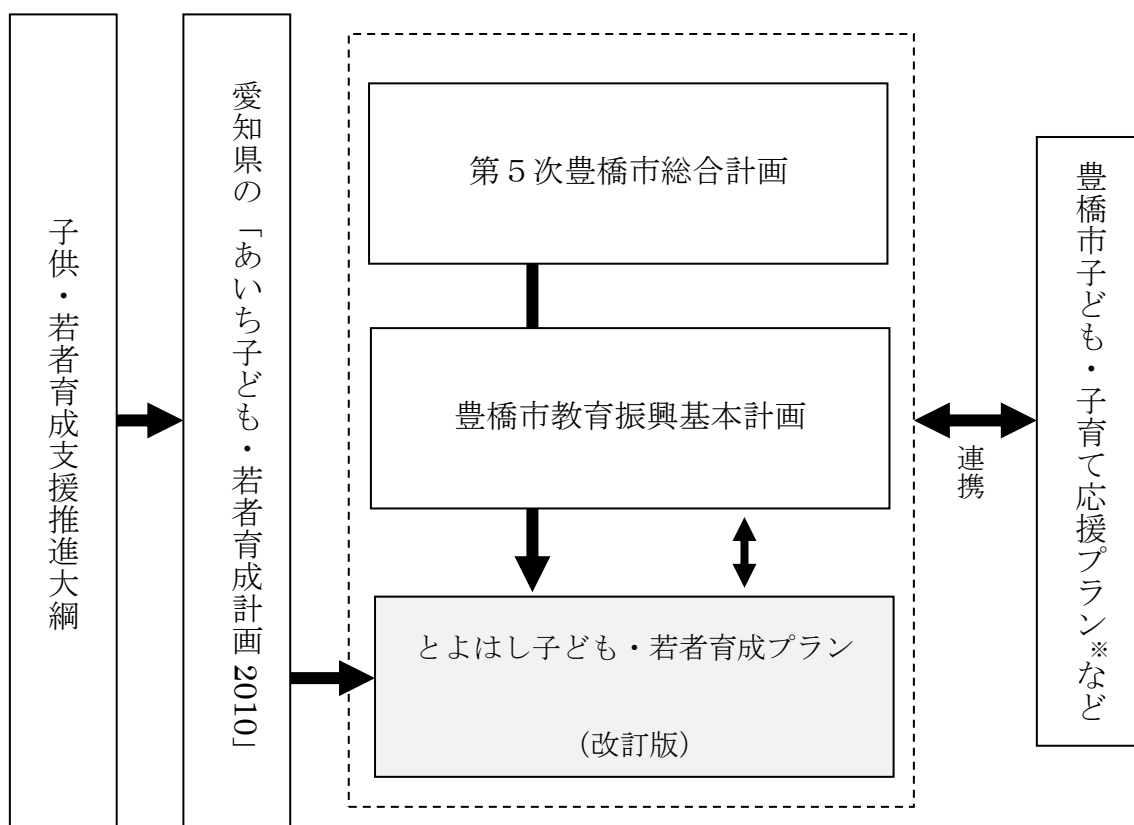 子供・若者育成支援推進大綱
愛知県の「あいち子ども・若者育成計画2010」
第５次豊橋市総合計画
豊橋市教育振興基本計画
とよはし子ども・若者育成プラン
（改訂版）
連携
豊橋市子ども・子育て応援プラン※など